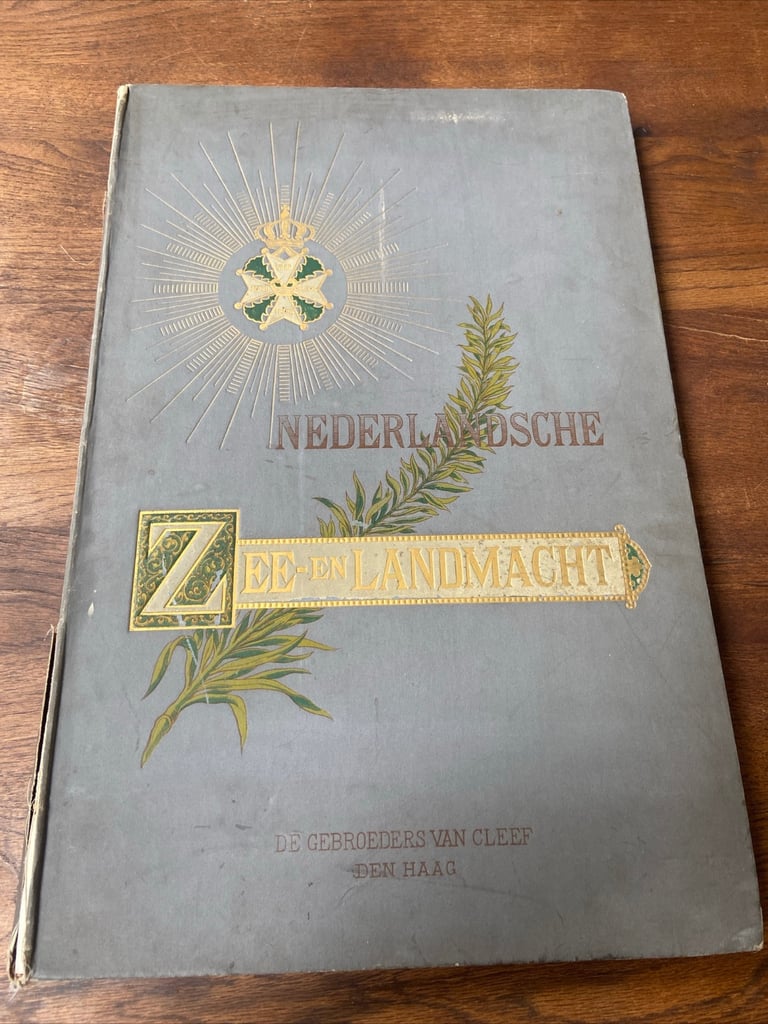 NEDERLANDSCHE
ZEE-EN LANDMACHT
DE GEBROEDERS VAN CLEEF
DEN HAAG